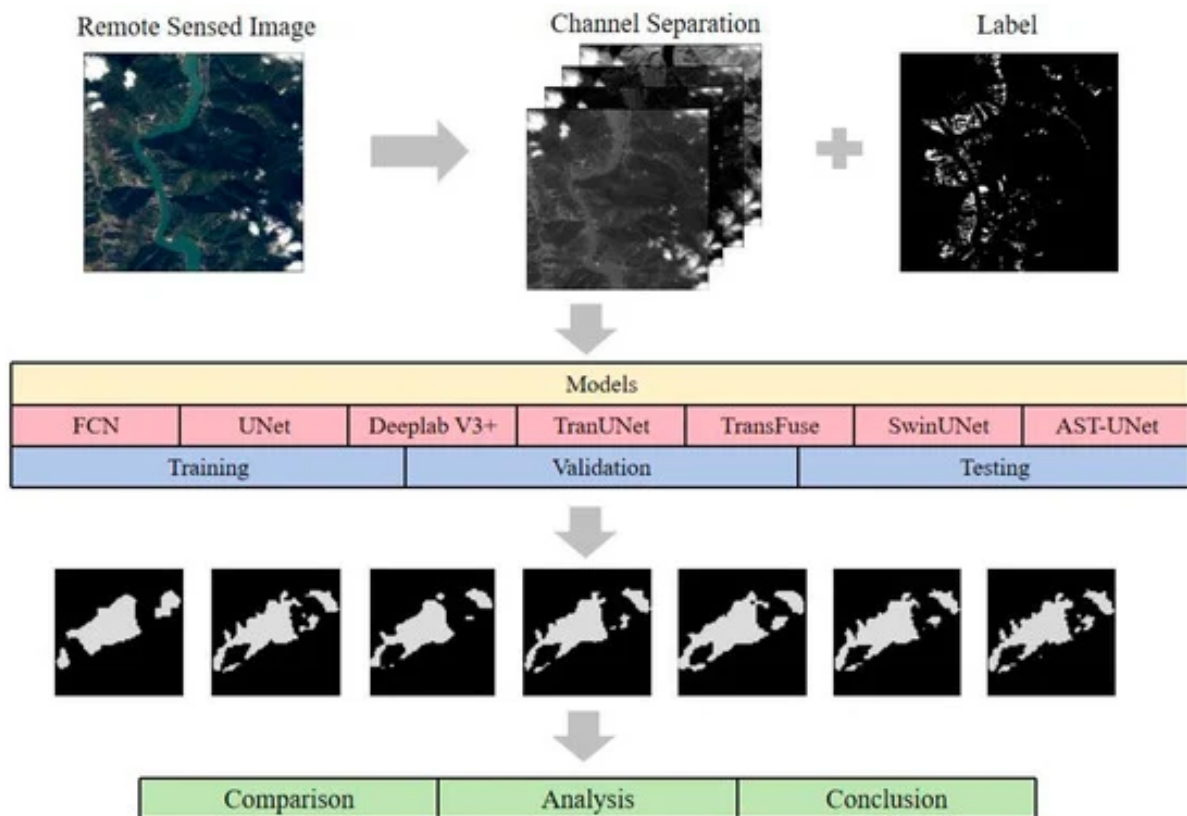 Remote Sensed Image
Channel Separation
Label
Models
FCN
UNet
Deeplab V3+
TranUNet
TransFuse
SwinUNet
AST-UNet
Training
Validation
Testing
Comparison
Analysis
Conclusion